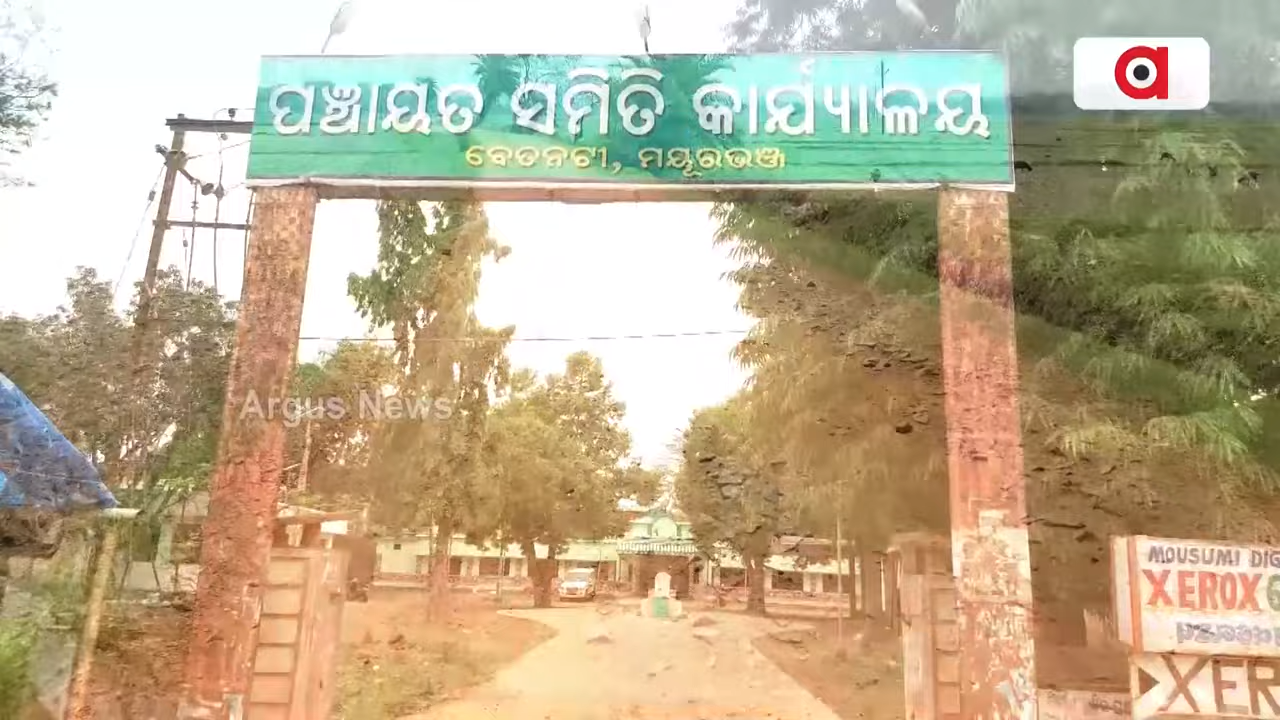 ପଞ୍ଚାୟତ ସମିତି କାର୍ଯ୍ୟାଳୟ
ବେତନଟୀ, ମୟୂରଭଞ୍ଜ
a
Argus News
MOUSUMI DIG
XEROX
XER